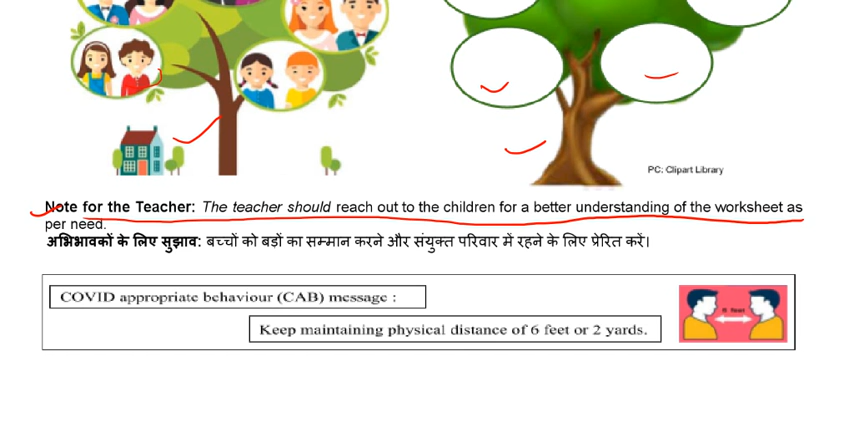 PC: Clipart Library
Note for the Teacher: The teacher should reach out to the children for a better understanding of the worksheet as
per need.
अभिभावकों के लिए सुझाव: बच्चों को बड़ों का सम्मान करने और संयुक्त परिवार में रहने के लिए प्रेरित करें।
COVID appropriate behaviour (CAB) message :
6 feet
Keep maintaining physical distance of 6 feet or 2 yards.